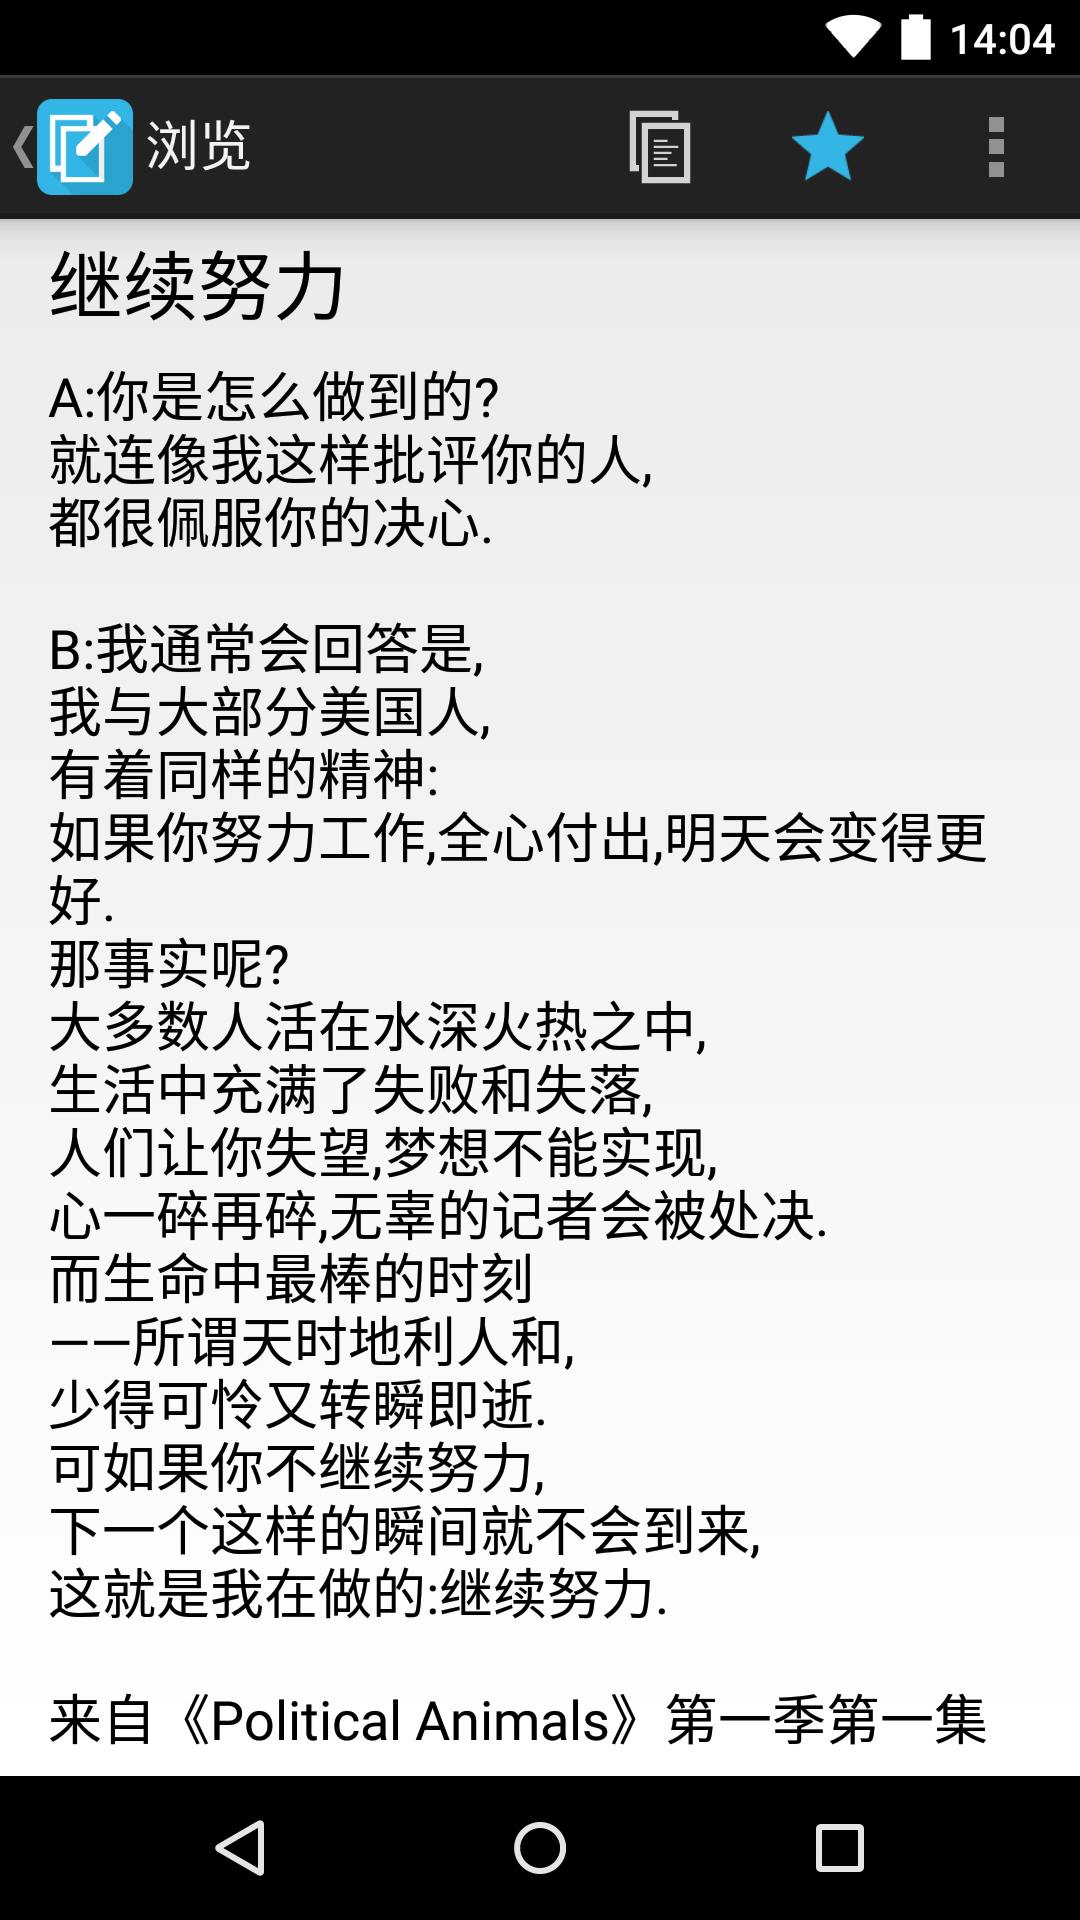 14:04
浏览
继续努力
A:你是怎么做到的?
就连像我这样批评你的人,
都很佩服你的决心.
B:我通常会回答是,
我与大部分美国人,
有着同样的精神:
如果你努力工作,全心付出,明天会变得更
好.
那事实呢?
大多数人活在水深火热之中,
生活中充满了失败和失落,
人们让你失望,梦想不能实现,
心一碎再碎,无辜的记者会被处决.
而生命中最棒的时刻
——所谓天时地利人和,
少得可怜又转瞬即逝.
可如果你不继续努力,
下一个这样的瞬间就不会到来,
这就是我在做的:继续努力.
来自《Political Animals》第一季第一集